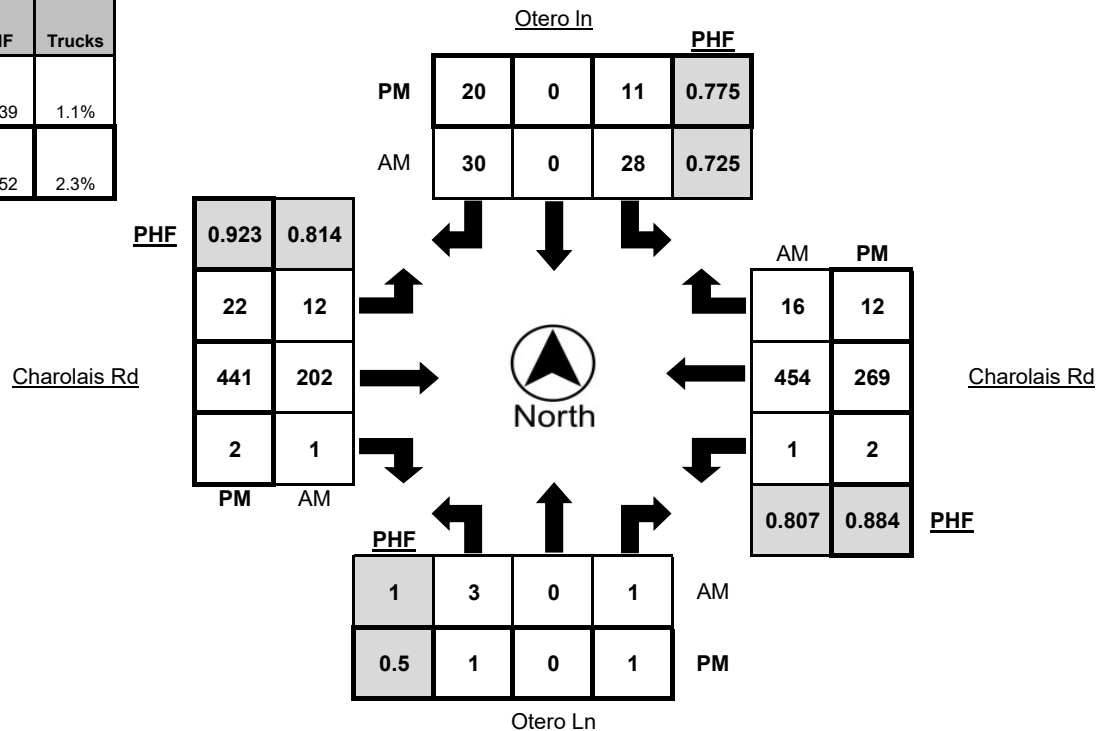 Otero ln
Trucks
PHF
PM 20 0 11 0.775
39 1.1%
AM 30 0 28 0.725
52 2.3%
PHF 0.923 0.814
AM PM
22 12
16 12
Charolais Rd 441 202
454 269 Charolais Rd
North
2 1
1 2
PM AM
0.807 0.884 PHF
PHF
1 3 0 1 AM
0.5 1 0 1 PM
Otero Ln